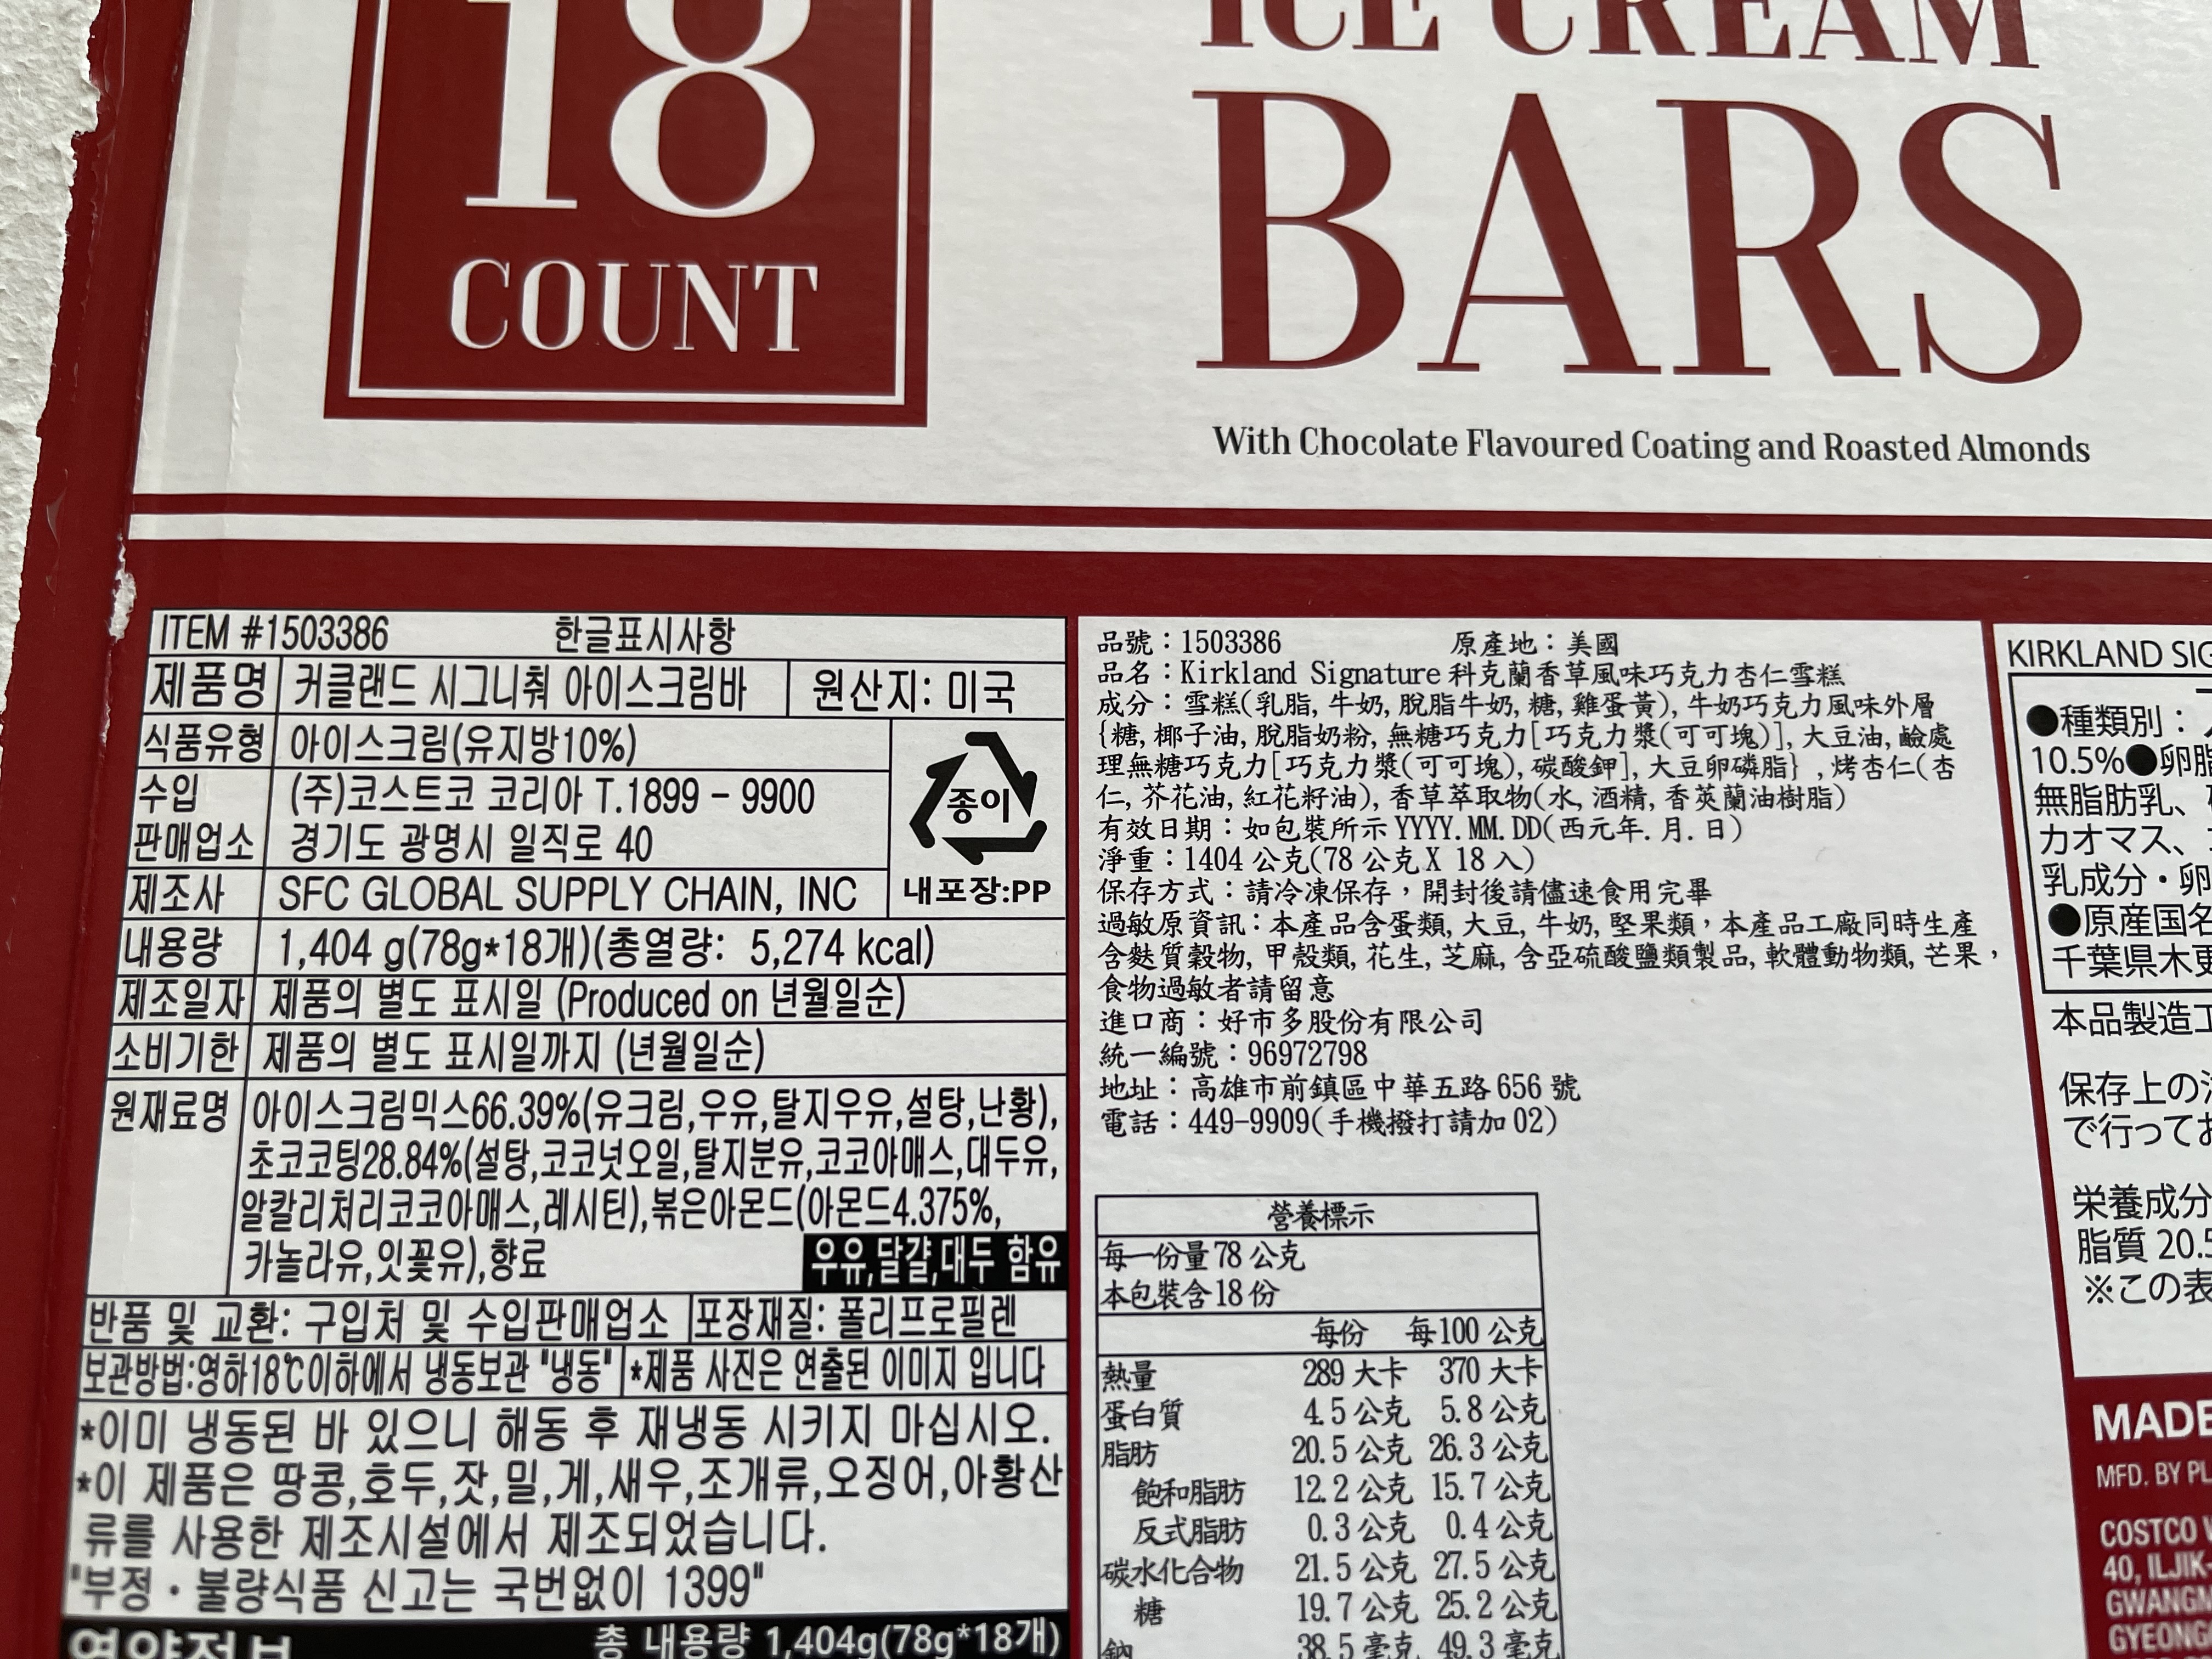 18
COUNT
ICE CREAM
BARS
With Chocolate Flavoured Coating and Roasted Almonds
ITEM #1503386 한글표시사항
제품명 커클랜드 시그니춰 아이스크림바 원산지: 미국
식품유형 아이스크림(유지방10%)
수입 (주)코스트코 코리아 T.1899 - 9900
판매업소 경기도 광명시 일직로 40
제조사 SFC GLOBAL SUPPLY CHAIN, INC
종이
내포장:PP
내용량 1,404 g(78g*18개)(총열량: 5,274 kcal)
제조일자 제품의 별도 표시일 (Produced on 년월일순)
소비기한 제품의 별도 표시일까지 (년월일순)
원재료명 아이스크림믹스66.39%(유크림,우유,탈지우유,설탕,난황),
초코코팅28.84%(설탕,코코넛오일,탈지분유,코코아매스,대두유,
알칼리처리코코아매스,레시틴),볶은아몬드(아몬드4.375%,
카놀라유,잇꽃유),향료 우유,달걀,대두 함유
반품 및 교환: 구입처 및 수입판매업소 포장재질: 폴리프로필렌
보관방법:영하18℃이하에서 냉동보관 "냉동" *제품 사진은 연출된 이미지 입니다
*이미 냉동된 바 있으니 해동 후 재냉동 시키지 마십시오.
*이 제품은 땅콩,호두,잣,밀,게,새우,조개류,오징어,아황산
류를 사용한 제조시설에서 제조되었습니다.
"부정・불량식품 신고는 국번없이 1399"
영양정보 총 내용량 1,404g(78g*18개)
品號：1503386 原產地：美國
品名：Kirkland Signature 科克蘭香草風味巧克力杏仁雪糕
成分：雪糕(乳脂, 牛奶, 脫脂牛奶, 糖, 雞蛋黃), 牛奶巧克力風味外層
{糖, 椰子油, 脫脂奶粉, 無糖巧克力[巧克力漿(可可塊)], 大豆油, 鹼處
理無糖巧克力[巧克力漿(可可塊), 碳酸鉀], 大豆卵磷脂} , 烤杏仁(杏
仁, 芥花油, 紅花籽油), 香草萃取物(水, 酒精, 香莢蘭油樹脂)
有效日期：如包裝所示 YYYY.MM.DD(西元年.月.日)
淨重：1404 公克(78 公克 X 18 入)
保存方式：請冷凍保存，開封後請儘速食用完畢
過敏原資訊：本產品含蛋類, 大豆, 牛奶, 堅果類，本產品工廠同時生產
含麩質穀物, 甲殼類, 花生, 芝麻, 含亞硫酸鹽類製品, 軟體動物類, 芒果，
食物過敏者請留意
進口商：好市多股份有限公司
統一編號：96972798
地址：高雄市前鎮區中華五路 656 號
電話：449-9909(手機撥打請加 02)
營養標示
每一份量 78 公克
本包裝含 18 份
每份 每100 公克
熱量 289 大卡 370 大卡
蛋白質 4.5 公克 5.8 公克
脂肪 20.5 公克 26.3 公克
飽和脂肪 12.2 公克 15.7 公克
反式脂肪 0.3 公克 0.4 公克
碳水化合物 21.5 公克 27.5 公克
糖 19.7 公克 25.2 公克
鈉 38.5 毫克 49.3 毫克
KIRKLAND SIG
●種類別：
10.5%●卵脂
無脂肪乳、
カオマス、
乳成分・卵
●原産国名
千葉県木更
本品製造工
保存上の注
で行ってお
栄養成分
脂質 20.5
※この表
MADE
MFD. BY PL
COSTCO W
40, ILJIK-
GWANGM
GYEONGG